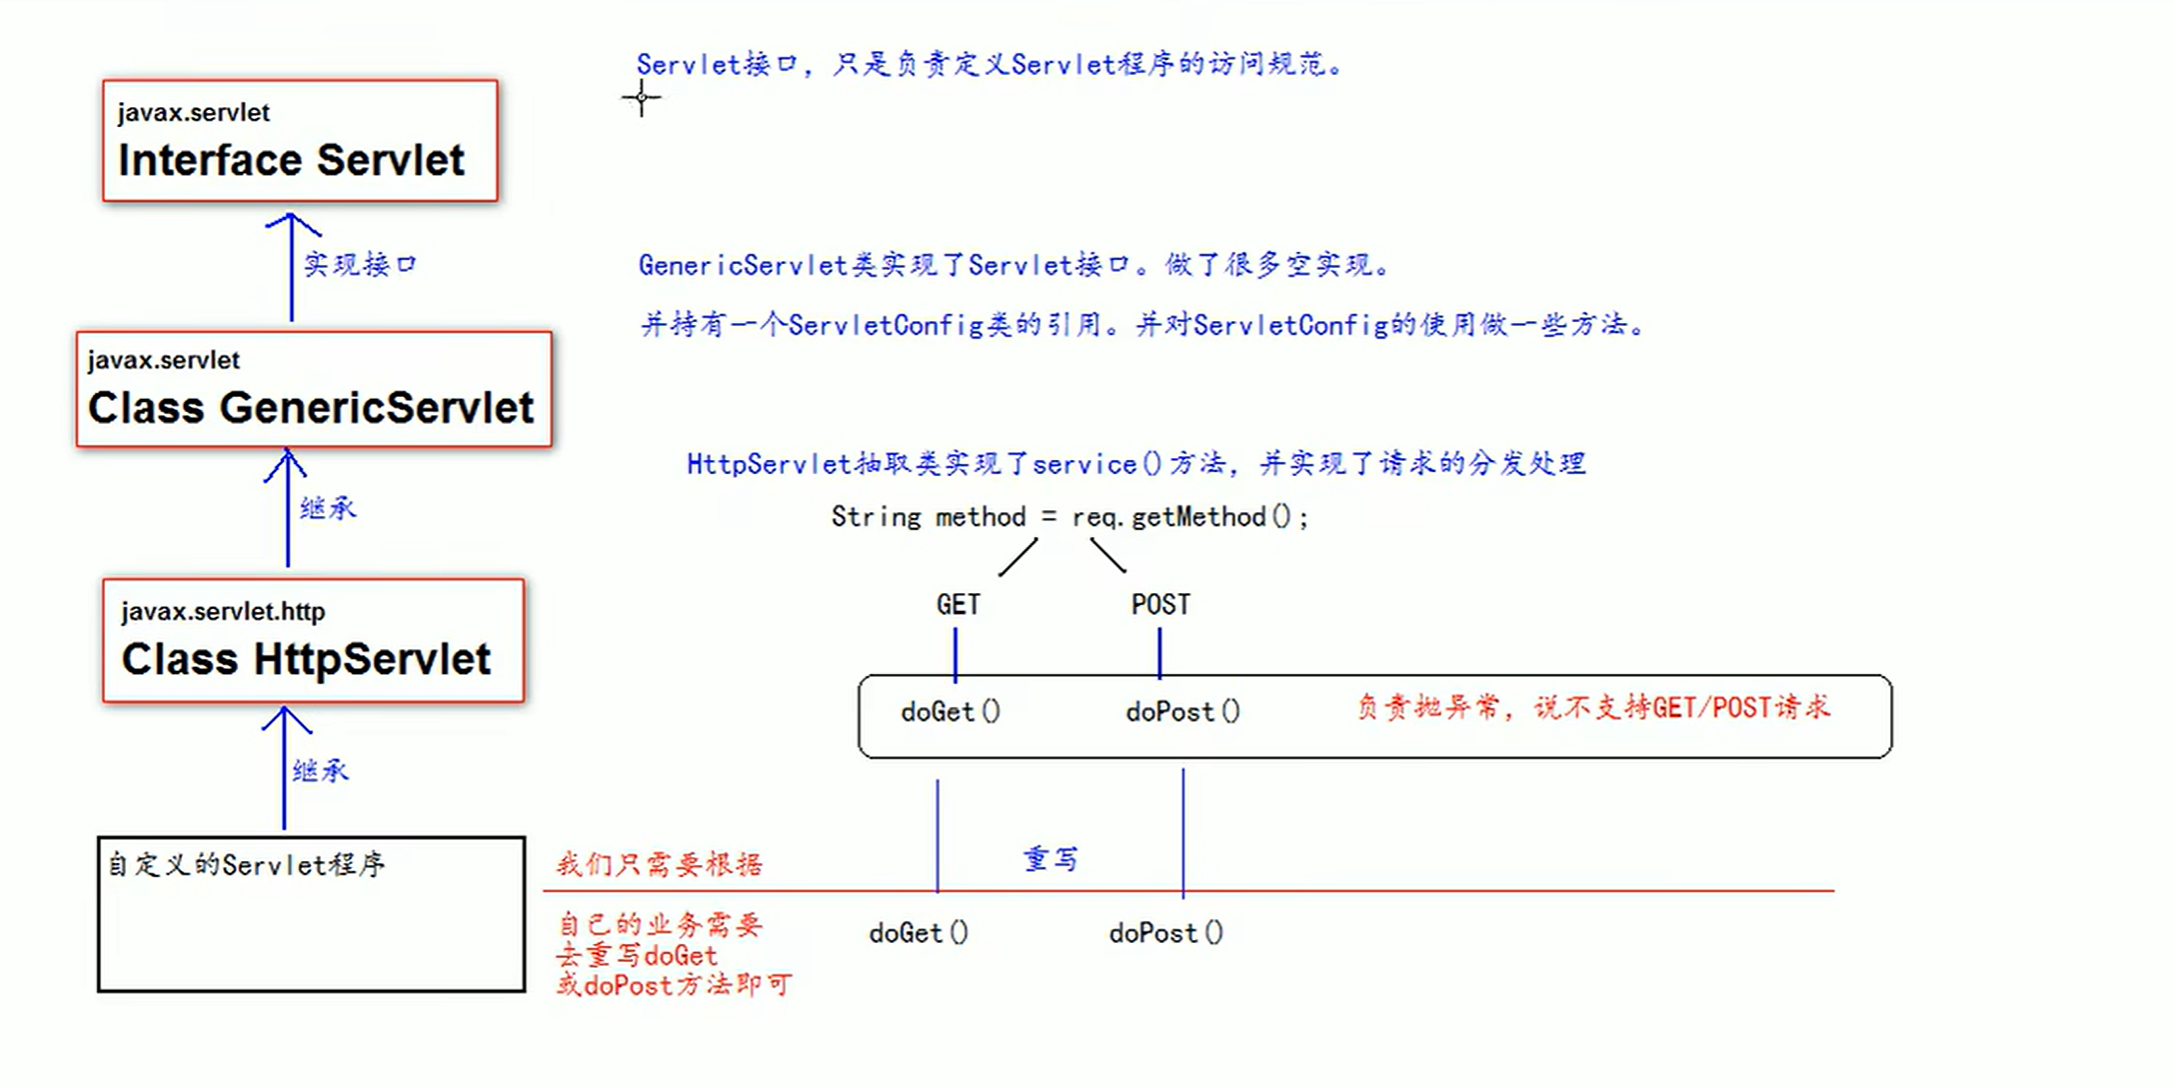 Servlet接口，只是负责定义Servlet程序的访问规范。
javax.servlet
Interface Servlet
实现接口
GenericServlet类实现了Servlet接口。做了很多空实现。
并持有一个ServletConfig类的引用。并对ServletConfig的使用做一些方法。
javax.servlet
Class GenericServlet
继承
HttpServlet抽取类实现了service()方法，并实现了请求的分发处理
String method = req.getMethod();
GET POST
javax.servlet.http
Class HttpServlet
doGet() doPost() 负责抛异常，说不支持GET/POST请求
继承
自定义的Servlet程序
我们只需要根据
重写
自己的业务需要
去重写doGet
或doPost方法即可
doGet() doPost()